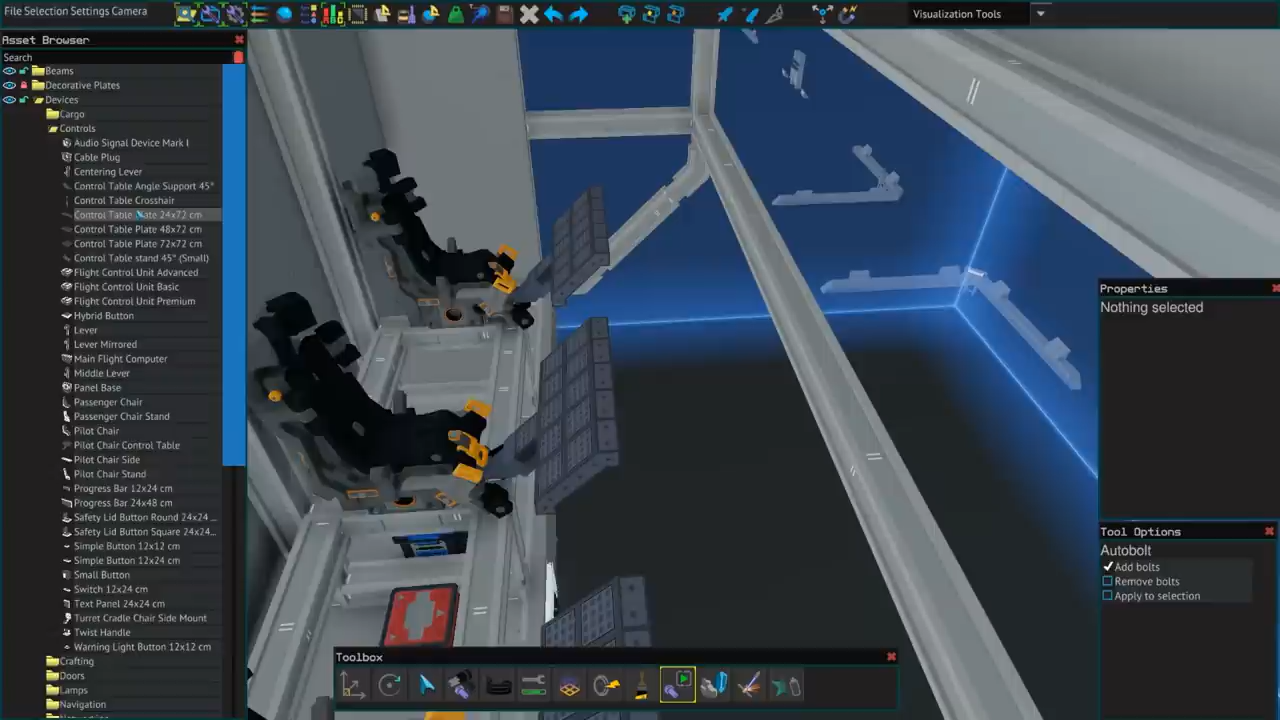 File Selection Settings Camera
Visualization Tools
Asset Browser
Search
Beams
Decorative Plates
Devices
Cargo
Controls
Audio Signal Device Mark I
Cable Plug
Centering Lever
Control Table Angle Support 45°
Control Table Crosshair
Control Table Plate 24x72 cm
Control Table Plate 48x72 cm
Control Table Plate 72x72 cm
Control Table stand 45° (Small)
Flight Control Unit Advanced
Flight Control Unit Basic
Flight Control Unit Premium
Hybrid Button
Lever
Lever Mirrored
Main Flight Computer
Middle Lever
Panel Base
Passenger Chair
Passenger Chair Stand
Pilot Chair
Pilot Chair Control Table
Pilot Chair Side
Pilot Chair Stand
Progress Bar 12x24 cm
Progress Bar 24x48 cm
Safety Lid Button Round 24x24 ...
Safety Lid Button Square 24x24...
Simple Button 12x12 cm
Simple Button 12x24 cm
Small Button
Switch 12x24 cm
Text Panel 24x24 cm
Turret Cradle Chair Side Mount
Twist Handle
Warning Light Button 12x12 cm
Crafting
Doors
Lamps
Navigation
Properties
Nothing selected
Tool Options
Autobolt
Add bolts
Remove bolts
Apply to selection
Toolbox